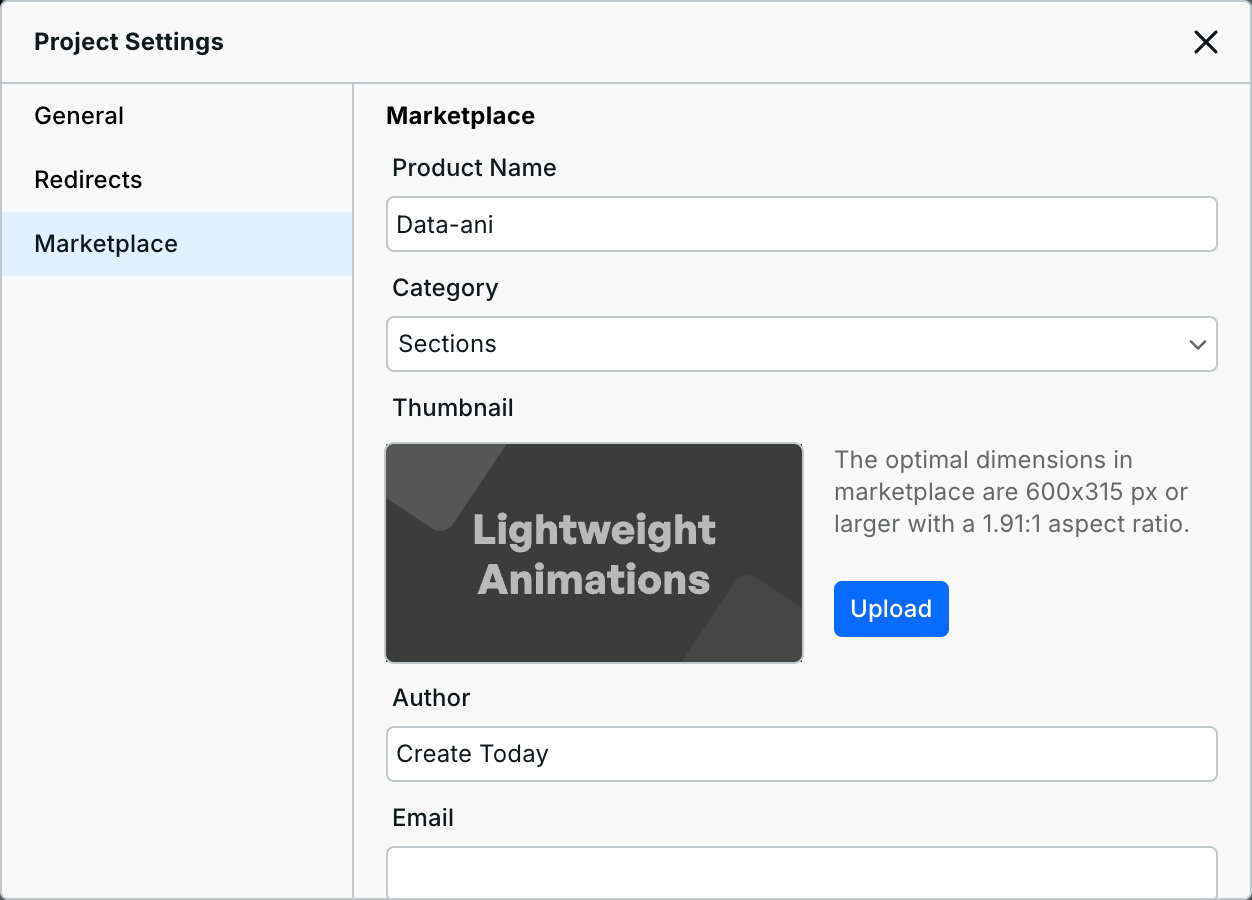 Project Settings
General
Redirects
Marketplace
Marketplace
Product Name
Data-ani
Category
Sections
Thumbnail
Lightweight
Animations
The optimal dimensions in
marketplace are 600x315 px or
larger with a 1.91:1 aspect ratio.
Upload
Author
Create Today
Email